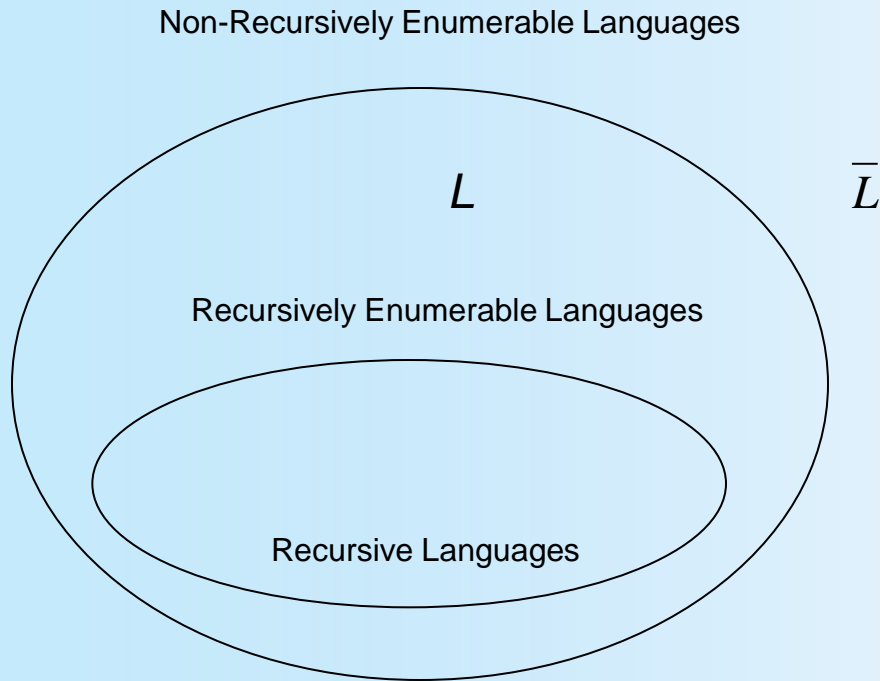 Non-Recursively Enumerable Languages
L
L̅
Recursively Enumerable Languages
Recursive Languages